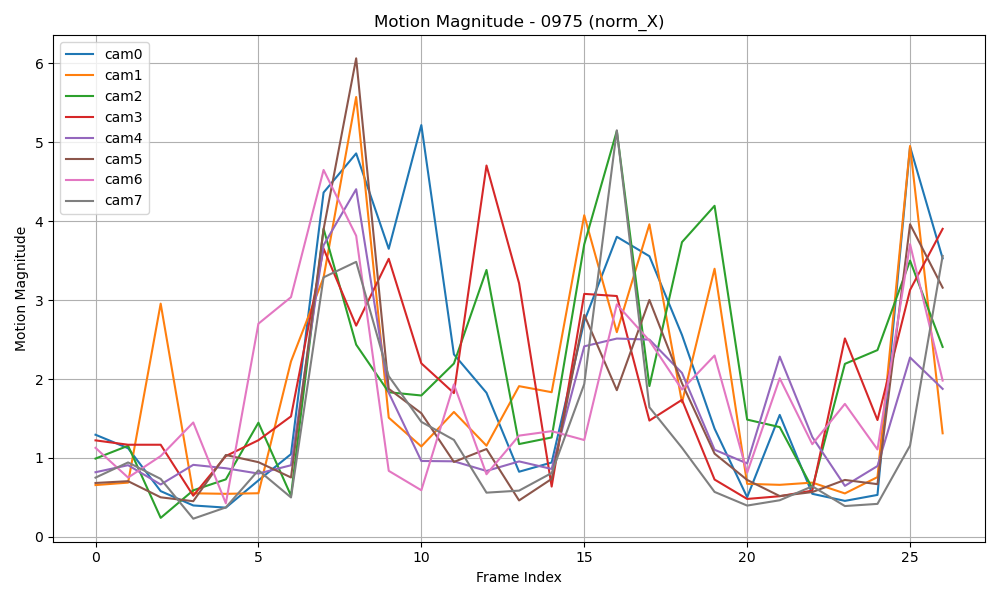 Motion Magnitude - 0975 (norm_X)
cam0
cam1
cam2
cam3
cam4
cam5
cam6
cam7
6
5
4
3
2
1
0
Motion Magnitude
0 5 10 15 20 25
Frame Index